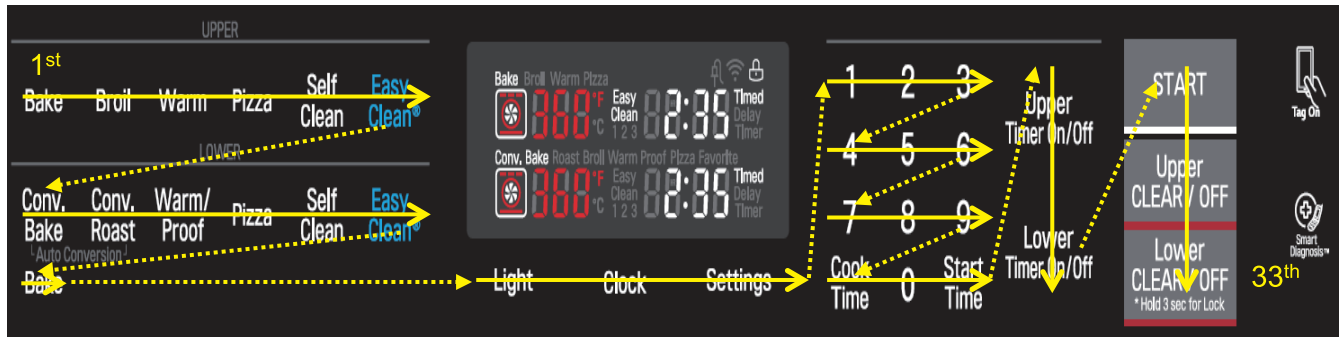 UPPER
1st
Bake Broil Warm Pizza Self Clean Easy Clean®
LOWER
Conv. Bake Conv. Roast Warm/ Proof Pizza Self Clean Easy Clean®
Auto Conversion
Bake
Bake Broil Warm Pizza
360 °F °C Easy Clean 1 2 3 2:35 Timed Delay Timer
Conv. Bake Roast Broil Warm Proof Pizza Favorite
360 °F °C Easy Clean 1 2 3 2:35 Timed Delay Timer
Light Clock Settings
1 2 3
4 5 6
7 8 9
Cook Time 0 Start Time
Upper
Timer On/Off
Lower
Timer On/Off
START
Upper
CLEAR / OFF
Lower
CLEAR / OFF
* Hold 3 sec for Lock
33th
Tag On
Smart
Diagnosis™